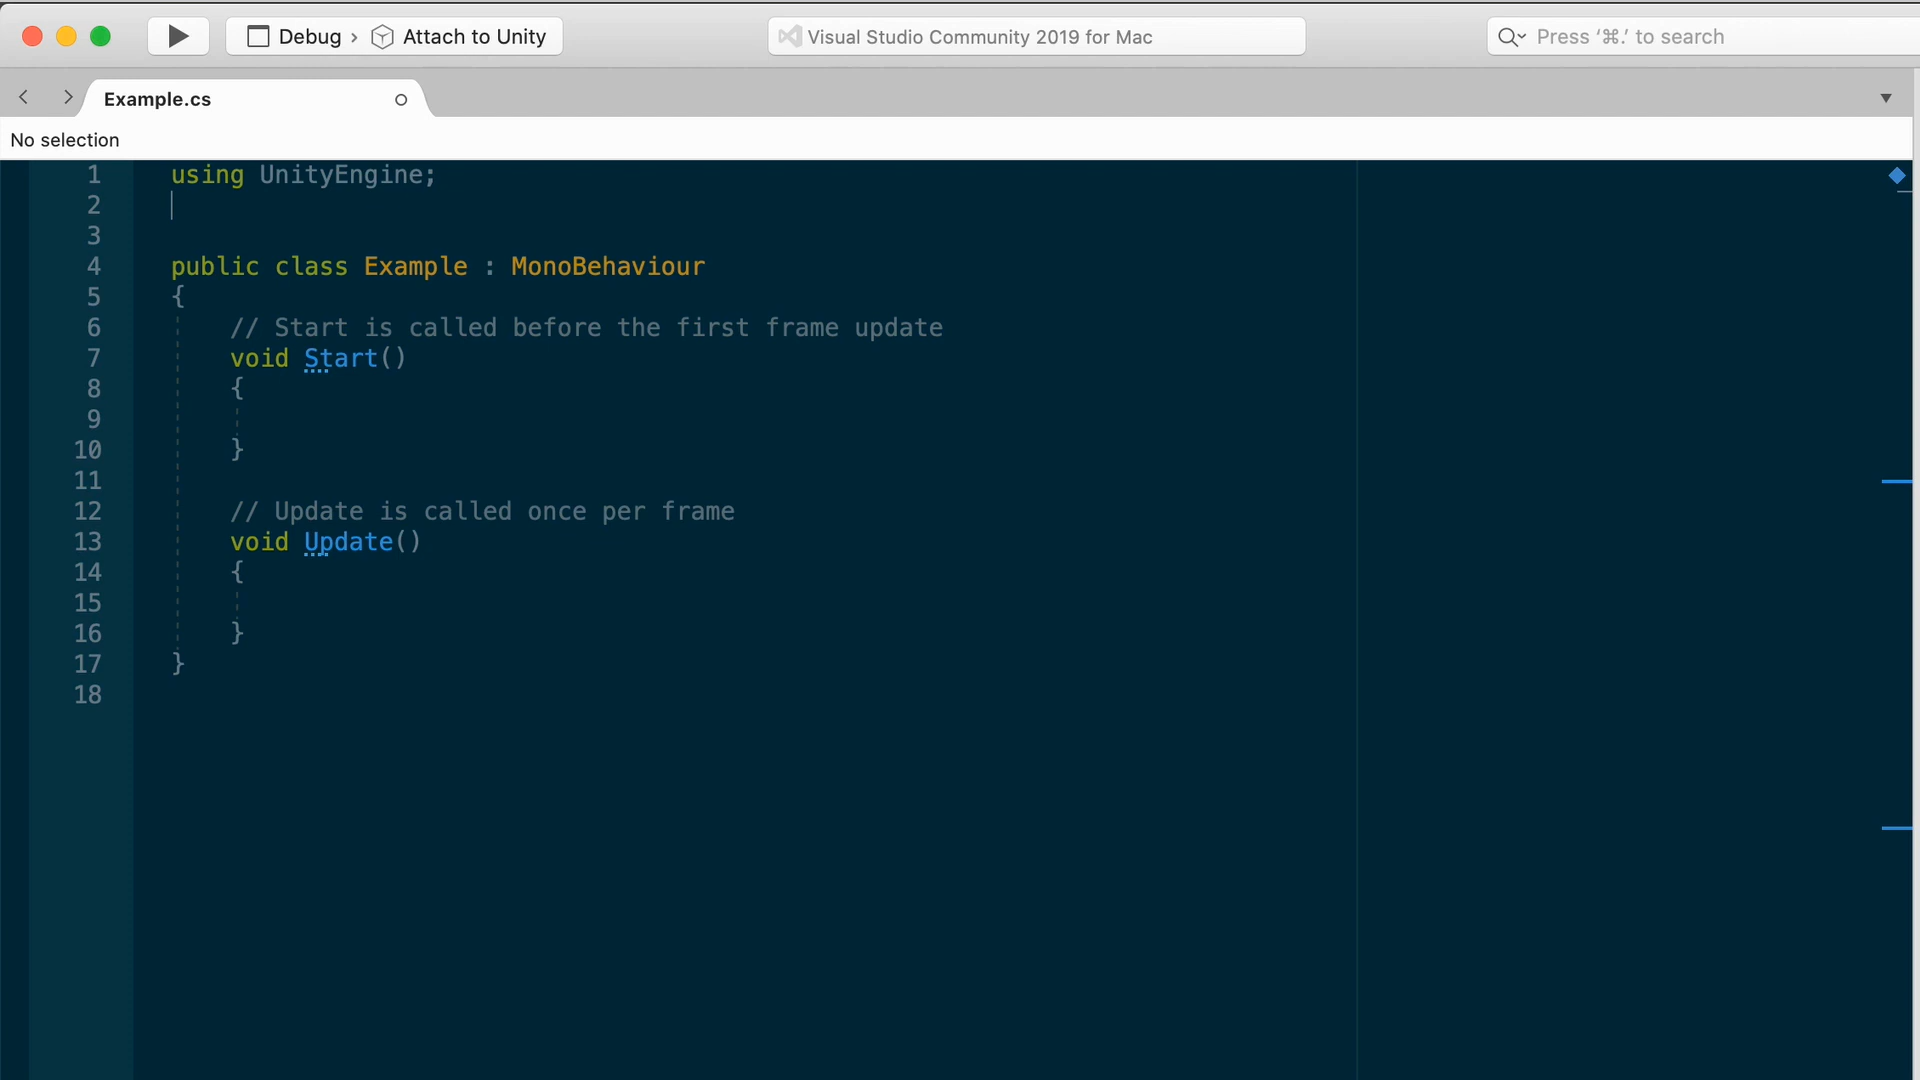 Debug › Attach to Unity
Visual Studio Community 2019 for Mac
Press ‘⌘.’ to search
Example.cs
No selection
1 using UnityEngine;
2
3
4 public class Example : MonoBehaviour
5 {
6 // Start is called before the first frame update
7 void Start()
8 {
9
10 }
11
12 // Update is called once per frame
13 void Update()
14 {
15
16 }
17 }
18